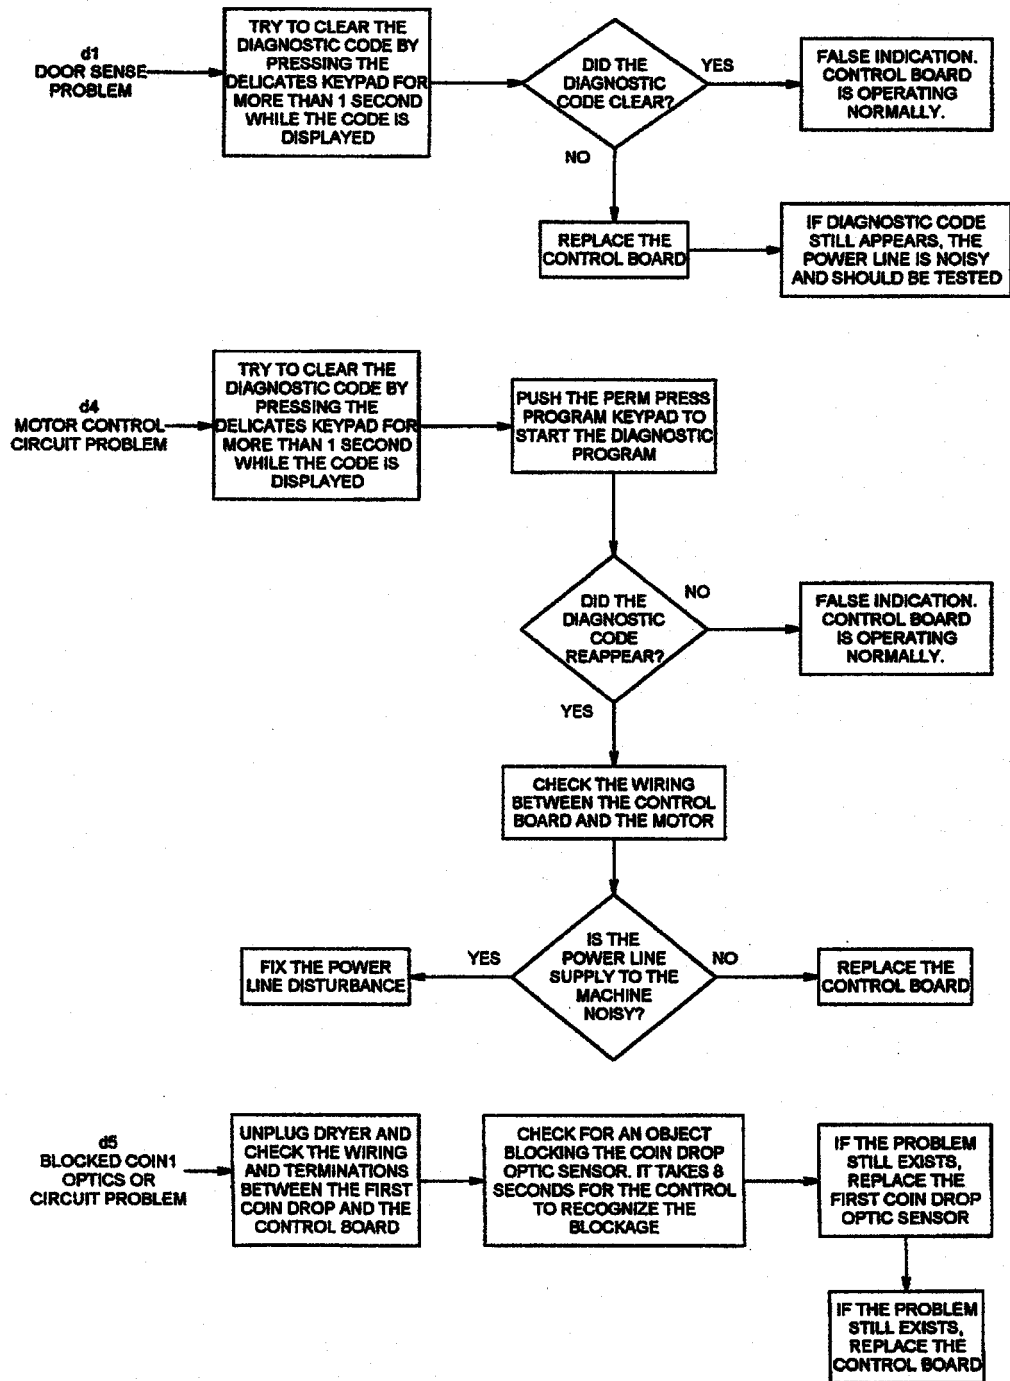 d1
DOOR SENSE
PROBLEM
TRY TO CLEAR THE
DIAGNOSTIC CODE BY
PRESSING THE
DELICATES KEYPAD FOR
MORE THAN 1 SECOND
WHILE THE CODE IS
DISPLAYED
DID THE
DIAGNOSTIC
CODE CLEAR?
YES
FALSE INDICATION.
CONTROL BOARD
IS OPERATING
NORMALLY.
NO
REPLACE THE
CONTROL BOARD
IF DIAGNOSTIC CODE
STILL APPEARS, THE
POWER LINE IS NOISY
AND SHOULD BE TESTED
d4
MOTOR CONTROL
CIRCUIT PROBLEM
TRY TO CLEAR THE
DIAGNOSTIC CODE BY
PRESSING THE
DELICATES KEYPAD FOR
MORE THAN 1 SECOND
WHILE THE CODE IS
DISPLAYED
PUSH THE PERM PRESS
PROGRAM KEYPAD TO
START THE DIAGNOSTIC
PROGRAM
DID THE
DIAGNOSTIC
CODE
REAPPEAR?
NO
FALSE INDICATION.
CONTROL BOARD
IS OPERATING
NORMALLY.
YES
CHECK THE WIRING
BETWEEN THE CONTROL
BOARD AND THE MOTOR
IS THE
POWER LINE
SUPPLY TO THE
MACHINE
NOISY?
YES
FIX THE POWER
LINE DISTURBANCE
NO
REPLACE THE
CONTROL BOARD
d5
BLOCKED COIN1
OPTICS OR
CIRCUIT PROBLEM
UNPLUG DRYER AND
CHECK THE WIRING
AND TERMINATIONS
BETWEEN THE FIRST
COIN DROP AND THE
CONTROL BOARD
CHECK FOR AN OBJECT
BLOCKING THE COIN DROP
OPTIC SENSOR. IT TAKES 8
SECONDS FOR THE CONTROL
TO RECOGNIZE THE
BLOCKAGE
IF THE PROBLEM
STILL EXISTS,
REPLACE THE
FIRST COIN DROP
OPTIC SENSOR
IF THE PROBLEM
STILL EXISTS,
REPLACE THE
CONTROL BOARD